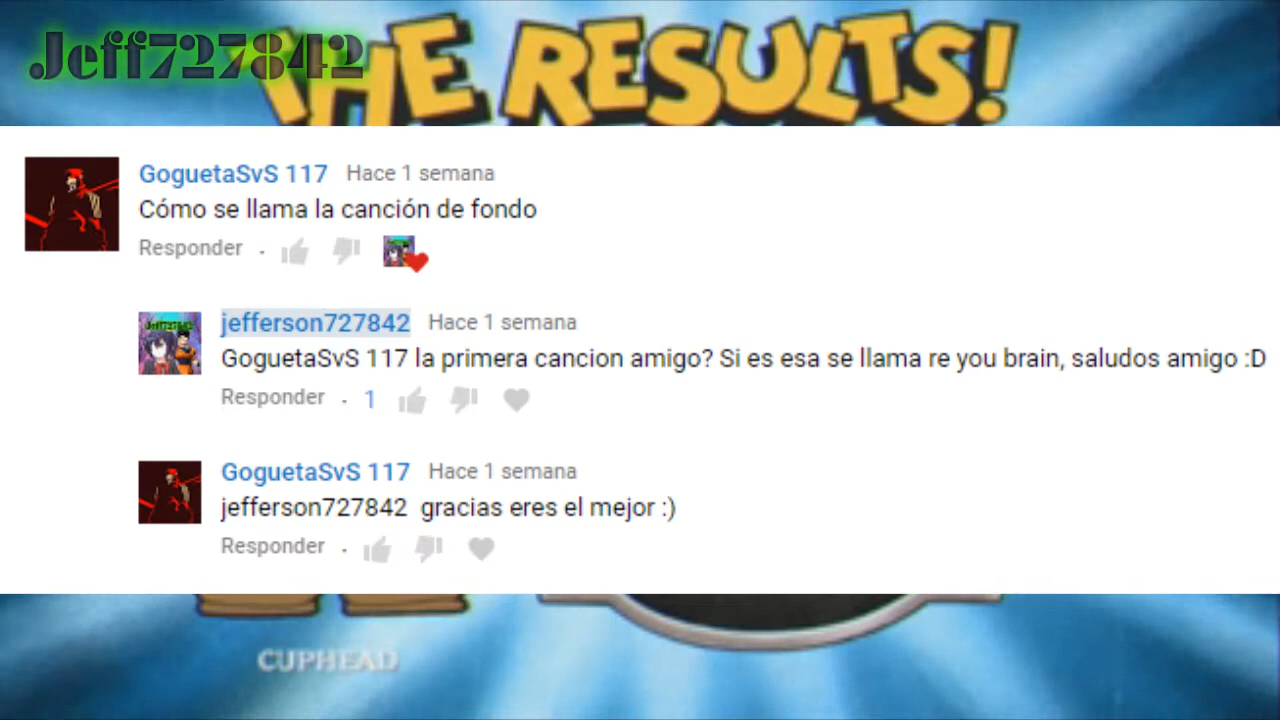 Jeff727842
THE RESULTS!
GoguetaSvS 117 Hace 1 semana
Cómo se llama la canción de fondo
Responder .
Jeff727842
jefferson727842 Hace 1 semana
GoguetaSvS 117 la primera cancion amigo? Si es esa se llama re you brain, saludos amigo :D
Responder . 1
GoguetaSvS 117 Hace 1 semana
jefferson727842 gracias eres el mejor :)
Responder .
CUPHEAD